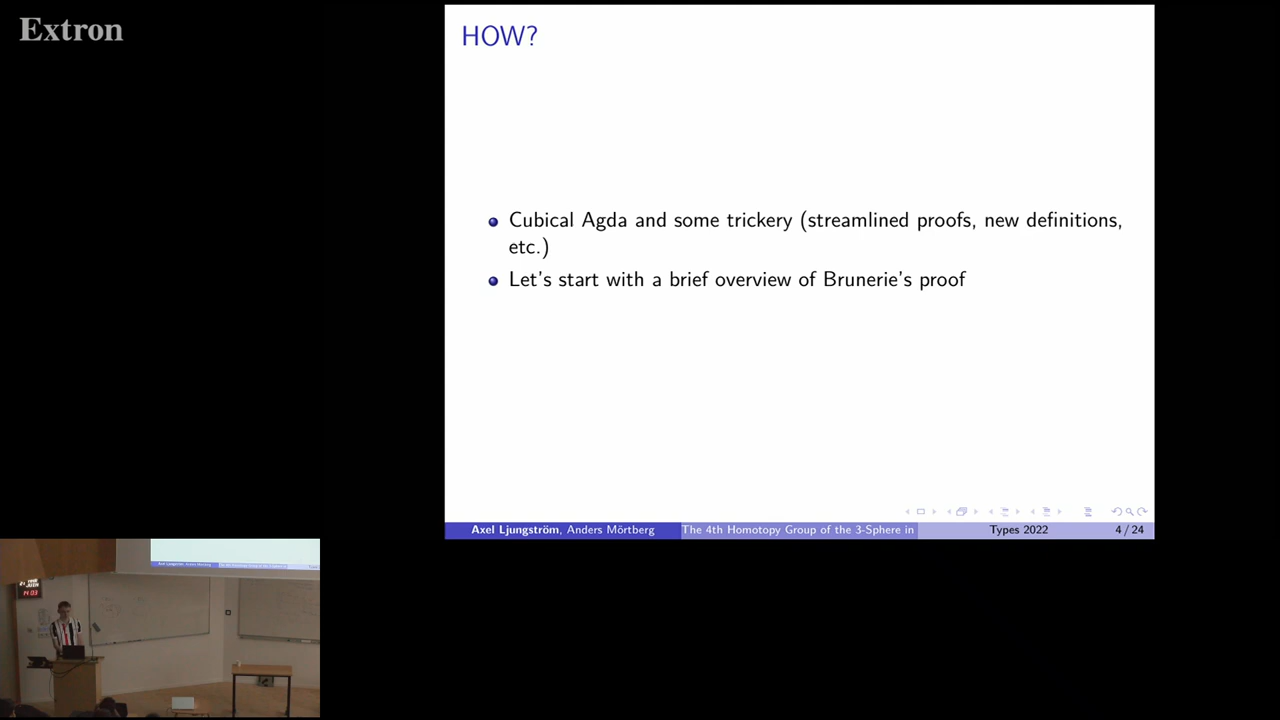 Extron
HOW?
Cubical Agda and some trickery (streamlined proofs, new definitions,
etc.)
Let's start with a brief overview of Brunerie's proof
Axel Ljungström, Anders Mörtberg
The 4th Homotopy Group of the 3-Sphere in
Types 2022
4 / 24